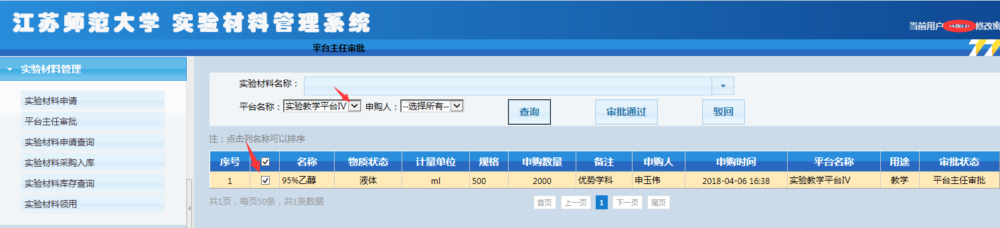 江苏师范大学 实验材料管理系统
当前用户 修改密
平台主任审批
实验材料管理
实验材料申请
平台主任审批
实验材料申请查询
实验材料采购入库
实验材料库存查询
实验材料领用
实验材料名称：
平台名称： 实验教学平台IV 申购人： --选择所有-- 查询 审批通过 驳回
注：点击列名称可以排序
序号 名称 物质状态 计量单位 规格 申购数量 备注 申购人 申购时间 平台名称 用途 审批状态
1 95%乙醇 液体 ml 500 2000 优势学科 申玉伟 2018-04-06 16:38 实验教学平台IV 教学 平台主任审批
共1页，每页50条，共1条数据 首页 上一页 1 下一页 尾页